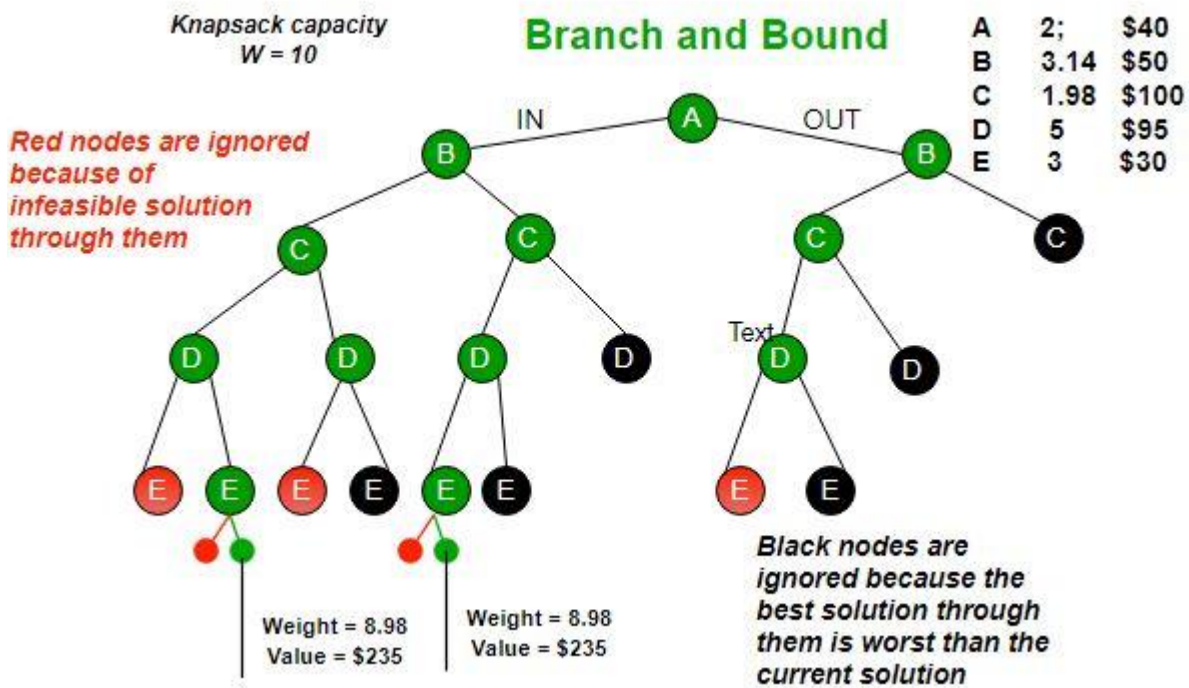 Knapsack capacity
W = 10
Branch and Bound
A 2; $40
B 3.14 $50
C 1.98 $100
D 5 $95
E 3 $30
Red nodes are ignored
because of
infeasible solution
through them
IN
OUT
A
B
B
C
C
C
C
Text
D
D
D
D
D
D
E
E
E
E
E
E
E
E
Weight = 8.98
Value = $235
Weight = 8.98
Value = $235
Black nodes are
ignored because the
best solution through
them is worst than the
current solution